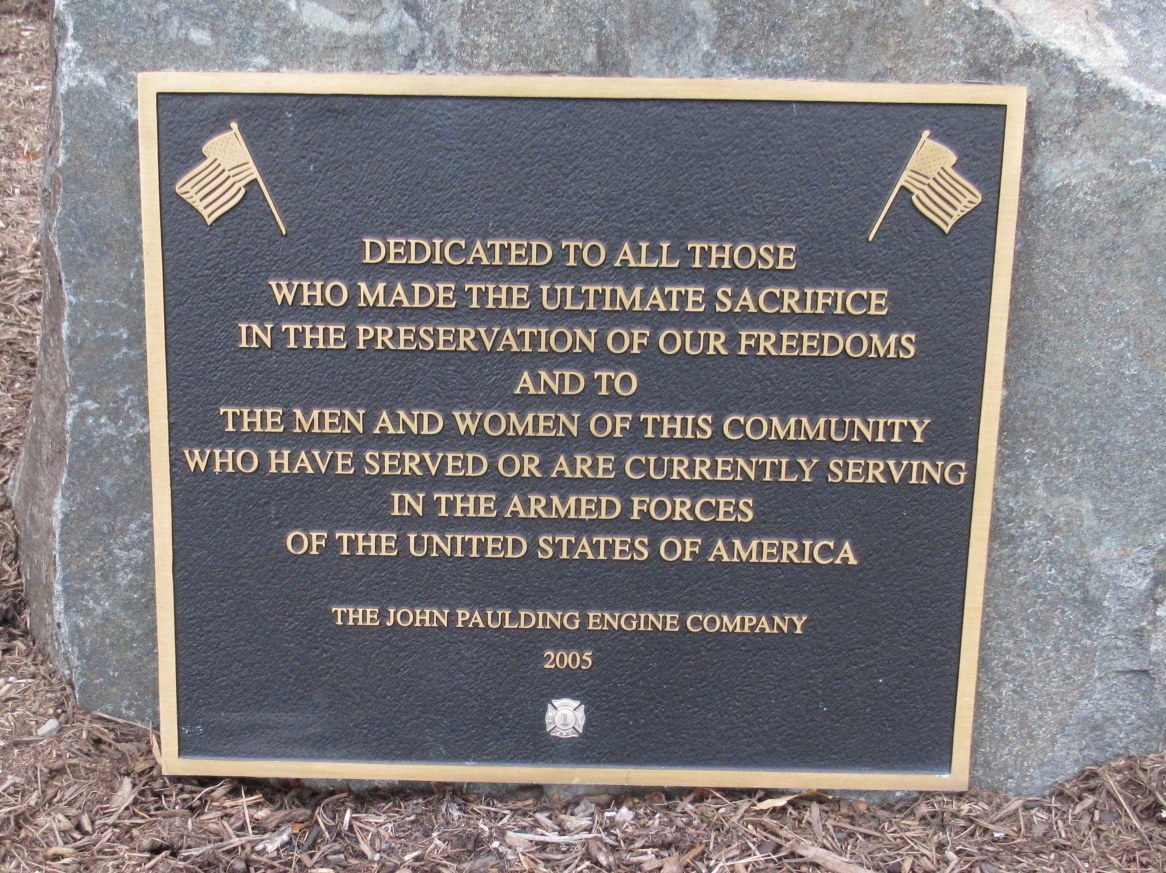 DEDICATED TO ALL THOSE
WHO MADE THE ULTIMATE SACRIFICE
IN THE PRESERVATION OF OUR FREEDOMS
AND TO
THE MEN AND WOMEN OF THIS COMMUNITY
WHO HAVE SERVED OR ARE CURRENTLY SERVING
IN THE ARMED FORCES
OF THE UNITED STATES OF AMERICA
THE JOHN PAULDING ENGINE COMPANY
2005
1